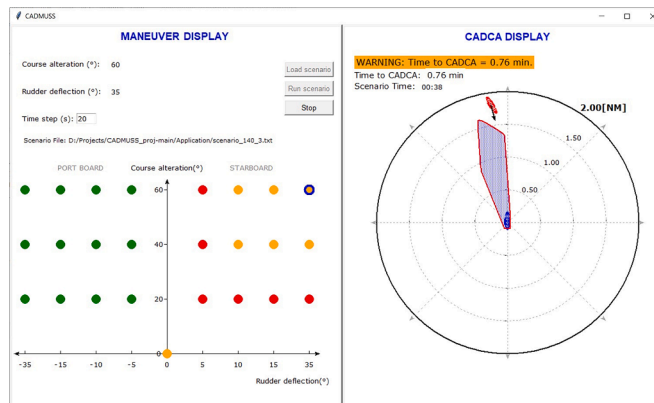 CADMUSS
MANEUVER DISPLAY
Course alteration (°): 60
Load scenario
Rudder deflection (°): 35
Run scenario
Time step (s): 20
Stop
Scenario File: D:/Projects/CADMUSS_proj-main/Application/scenario_140_3.txt
PORT BOARD Course alteration(°) STARBOARD
60
40
20
0
-35 -15 -10 -5 0 5 10 15 35
Rudder deflection(°)
CADCA DISPLAY
WARNING: Time to CADCA = 0.76 min.
Time to CADCA: 0.76 min
Scenario Time: 00:38
2.00[NM]
1.50
1.00
0.50